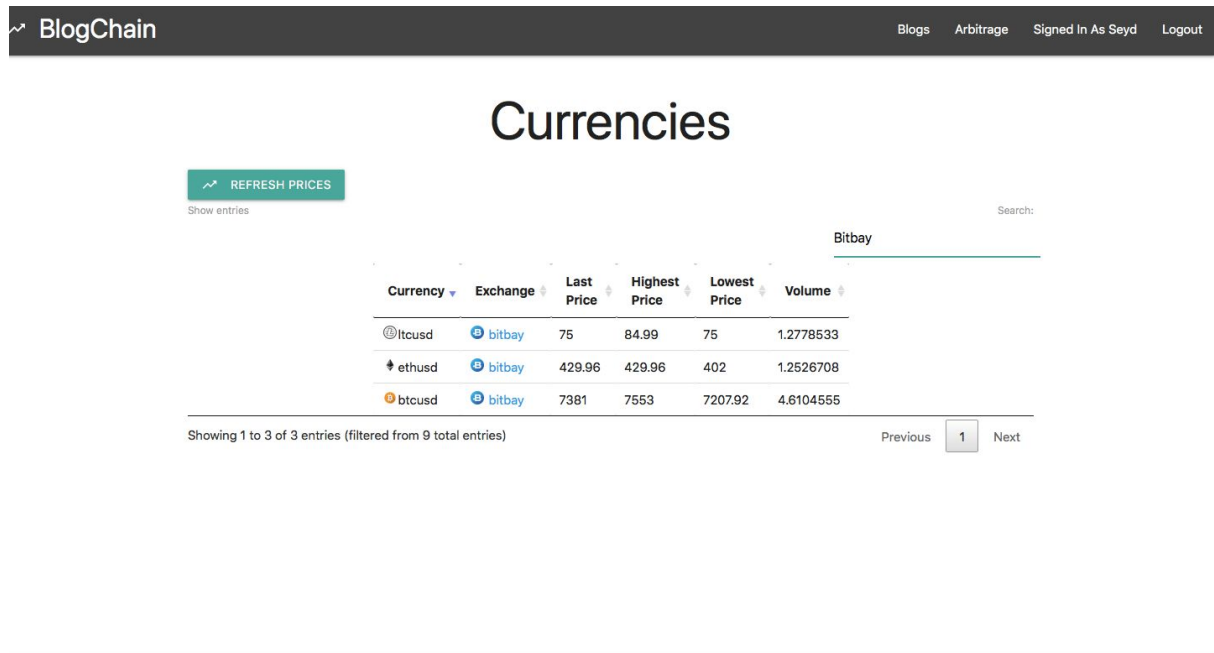 BlogChain Blogs Arbitrage Signed In As Seyd Logout
Currencies
REFRESH PRICES
Show entries Search:
Bitbay
Currency Exchange Last Price Highest Price Lowest Price Volume
ltcusd bitbay 75 84.99 75 1.2778533
ethusd bitbay 429.96 429.96 402 1.2526708
btcusd bitbay 7381 7553 7207.92 4.6104555
Showing 1 to 3 of 3 entries (filtered from 9 total entries) Previous 1 Next